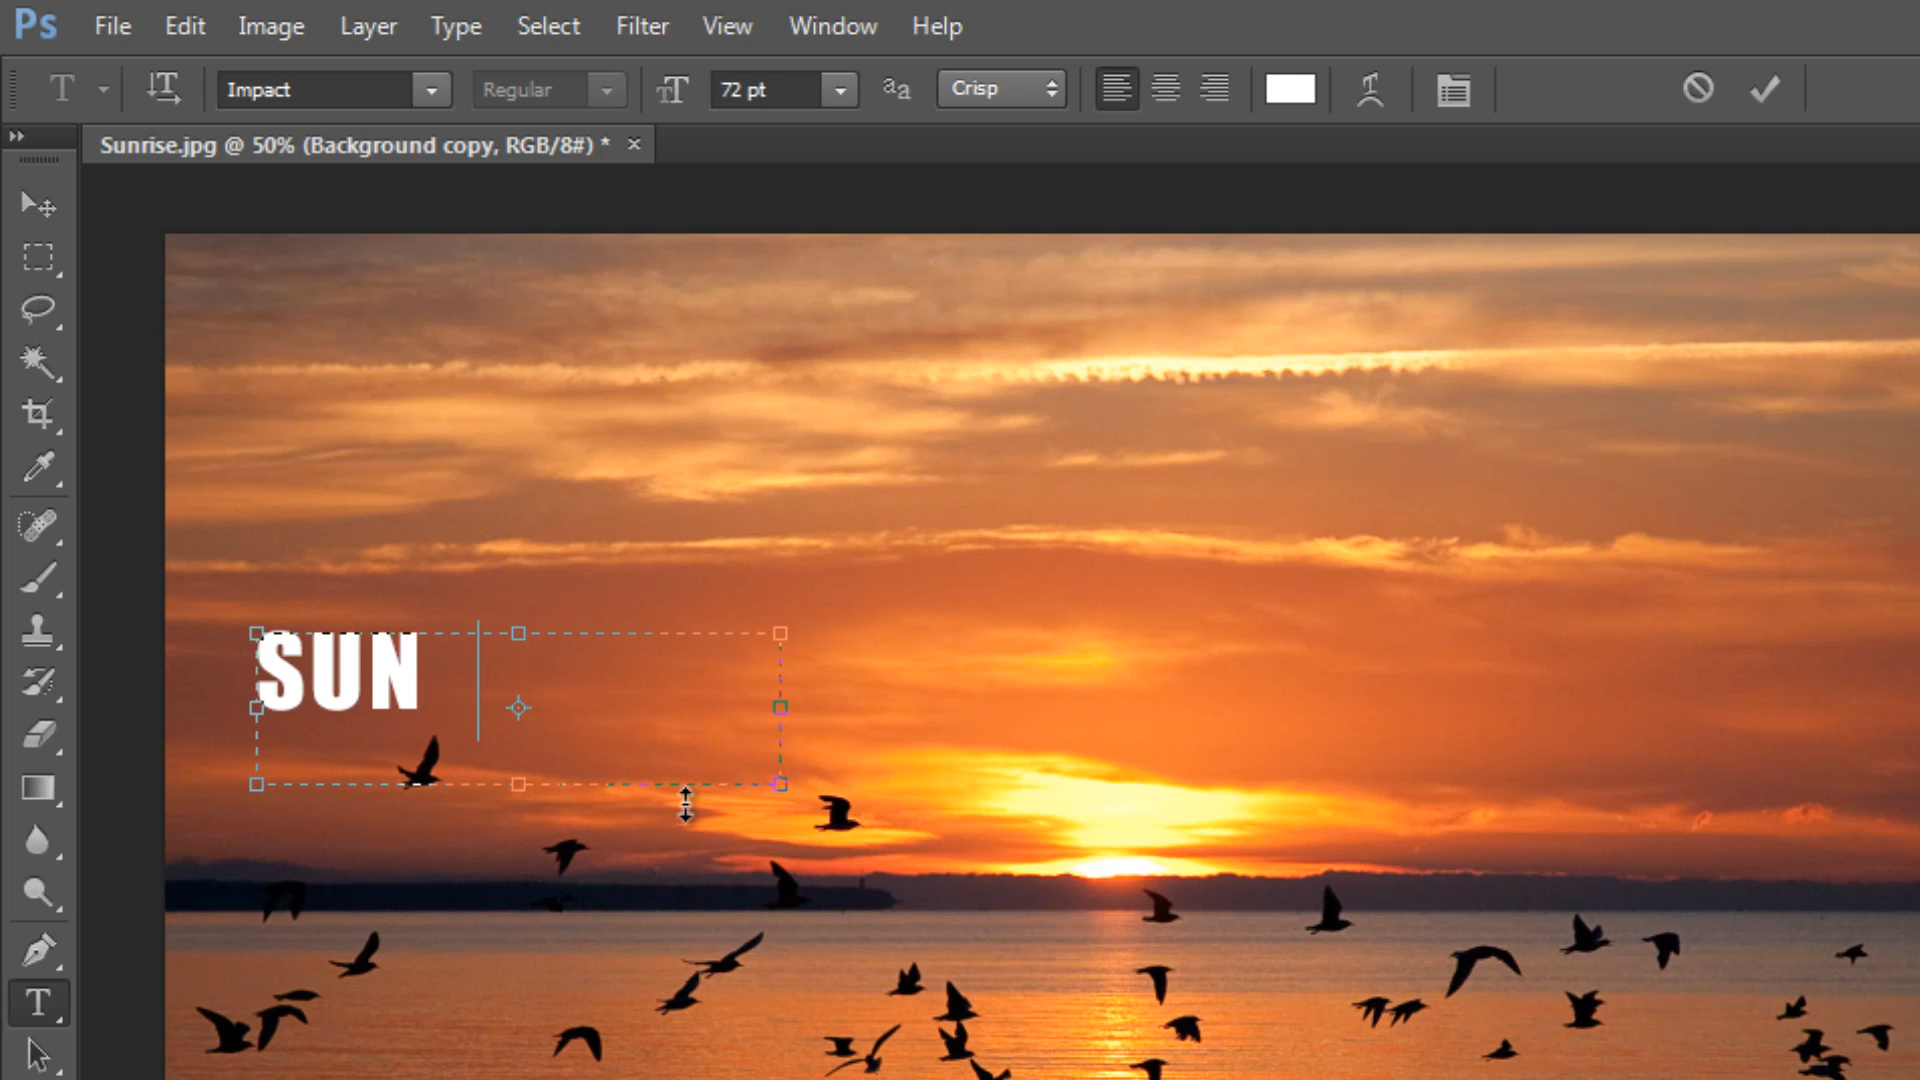 Ps File Edit Image Layer Type Select Filter View Window Help
T Impact Regular 72 pt aa Crisp
Sunrise.jpg @ 50% (Background copy, RGB/8#) * ×
SUN
T